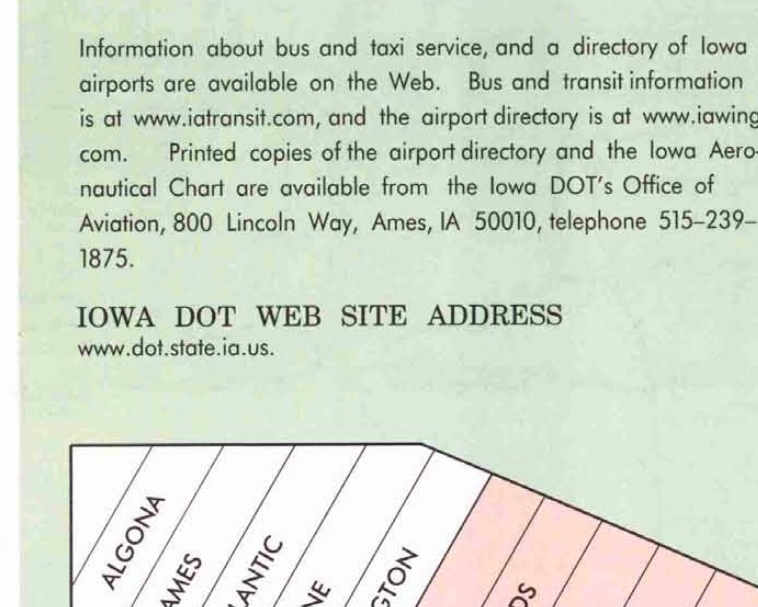 Information about bus and taxi service, and a directory of Iowa
airports are available on the Web. Bus and transit information
is at www.iatransit.com, and the airport directory is at www.iawing
com. Printed copies of the airport directory and the Iowa Aero-
nautical Chart are available from the Iowa DOT's Office of
Aviation, 800 Lincoln Way, Ames, IA 50010, telephone 515–239–
1875.
IOWA DOT WEB SITE ADDRESS
www.dot.state.ia.us.
ALGONA
AMES
LANTIC
NE
GTON
DS